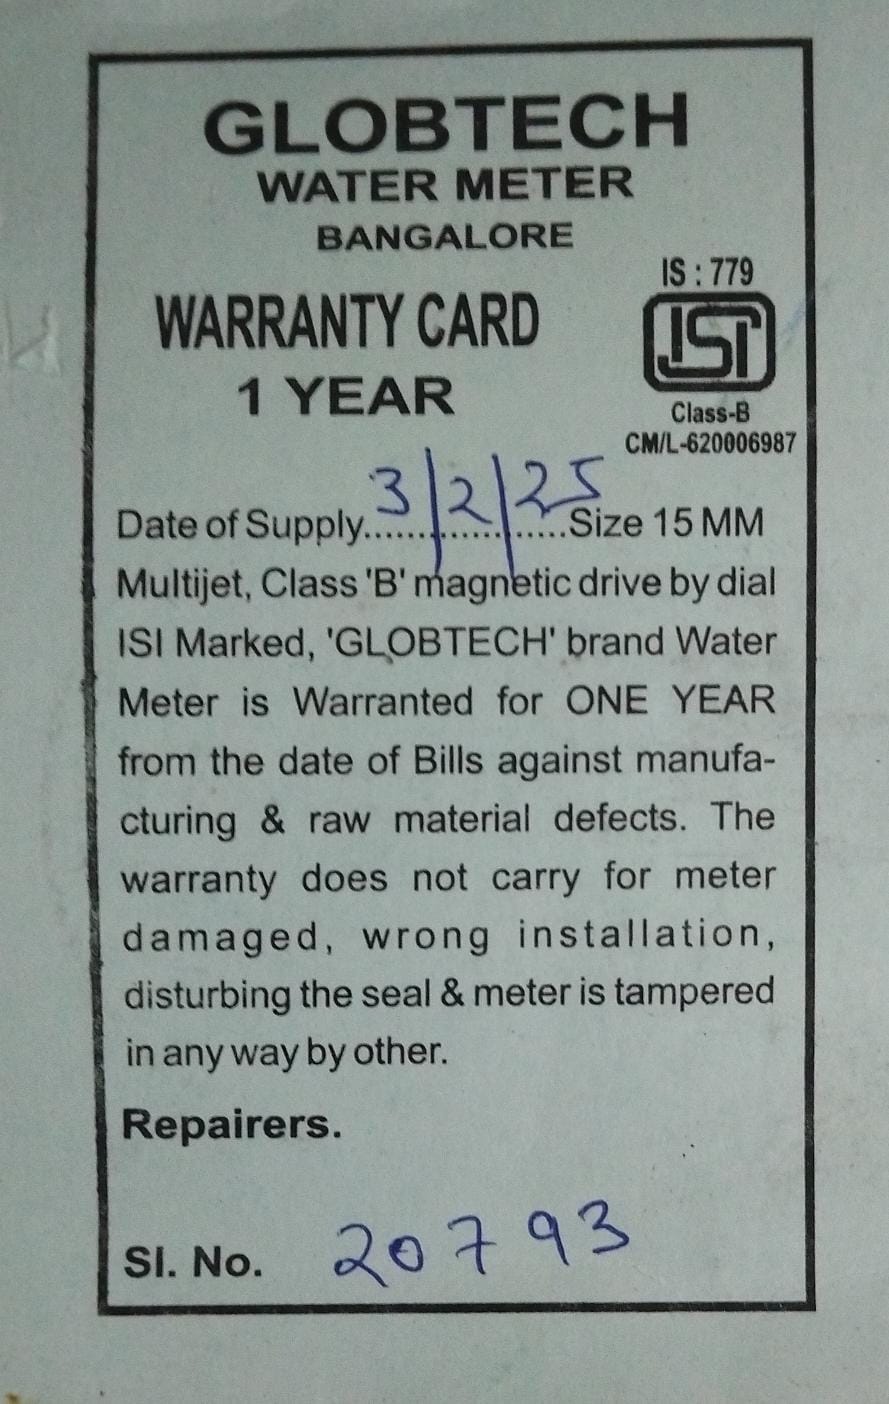 GLOBTECH
WATER METER
BANGALORE
IS : 779
WARRANTY CARD
ISI
1 YEAR
Class-B
CM/L-620006987
Date of Supply....3/2/25....Size 15 MM
Multijet, Class 'B' magnetic drive by dial
ISI Marked, 'GLOBTECH' brand Water
Meter is Warranted for ONE YEAR
from the date of Bills against manufa-
cturing & raw material defects. The
warranty does not carry for meter
damaged, wrong installation,
disturbing the seal & meter is tampered
in any way by other.
Repairers.
SI. No. 20793